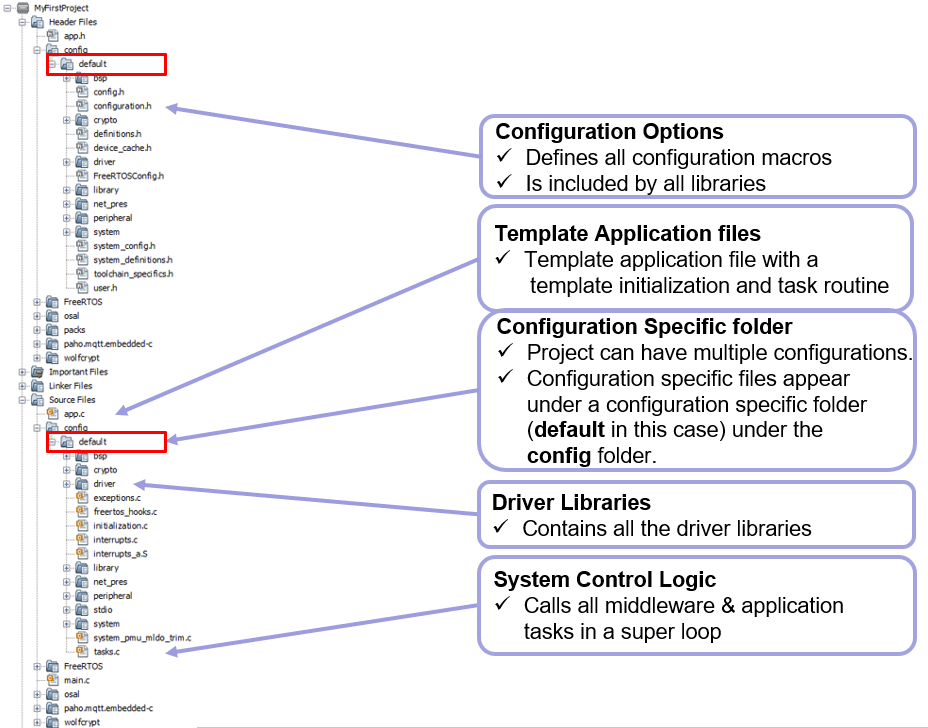 MyFirstProject
Header Files
app.h
config
default
bsp
config.h
configuration.h
crypto
definitions.h
device_cache.h
driver
FreeRTOSConfig.h
library
net_pres
peripheral
system
system_config.h
system_definitions.h
toolchain_specifics.h
user.h
FreeRTOS
osal
packs
paho.mqtt.embedded-c
wolfcrypt
Important Files
Linker Files
Source Files
app.c
config
default
bsp
crypto
driver
exceptions.c
freertos_hooks.c
initialization.c
interrupts.c
interrupts_a.S
library
net_pres
peripheral
stdio
system
system_pmu_mldo_trim.c
tasks.c
FreeRTOS
main.c
osal
paho.mqtt.embedded-c
wolfcrypt
Configuration Options
✓ Defines all configuration macros
✓ Is included by all libraries
Template Application files
✓ Template application file with a
template initialization and task routine
Configuration Specific folder
✓ Project can have multiple configurations.
✓ Configuration specific files appear
under a configuration specific folder
(default in this case) under the
config folder.
Driver Libraries
✓ Contains all the driver libraries
System Control Logic
✓ Calls all middleware & application
tasks in a super loop